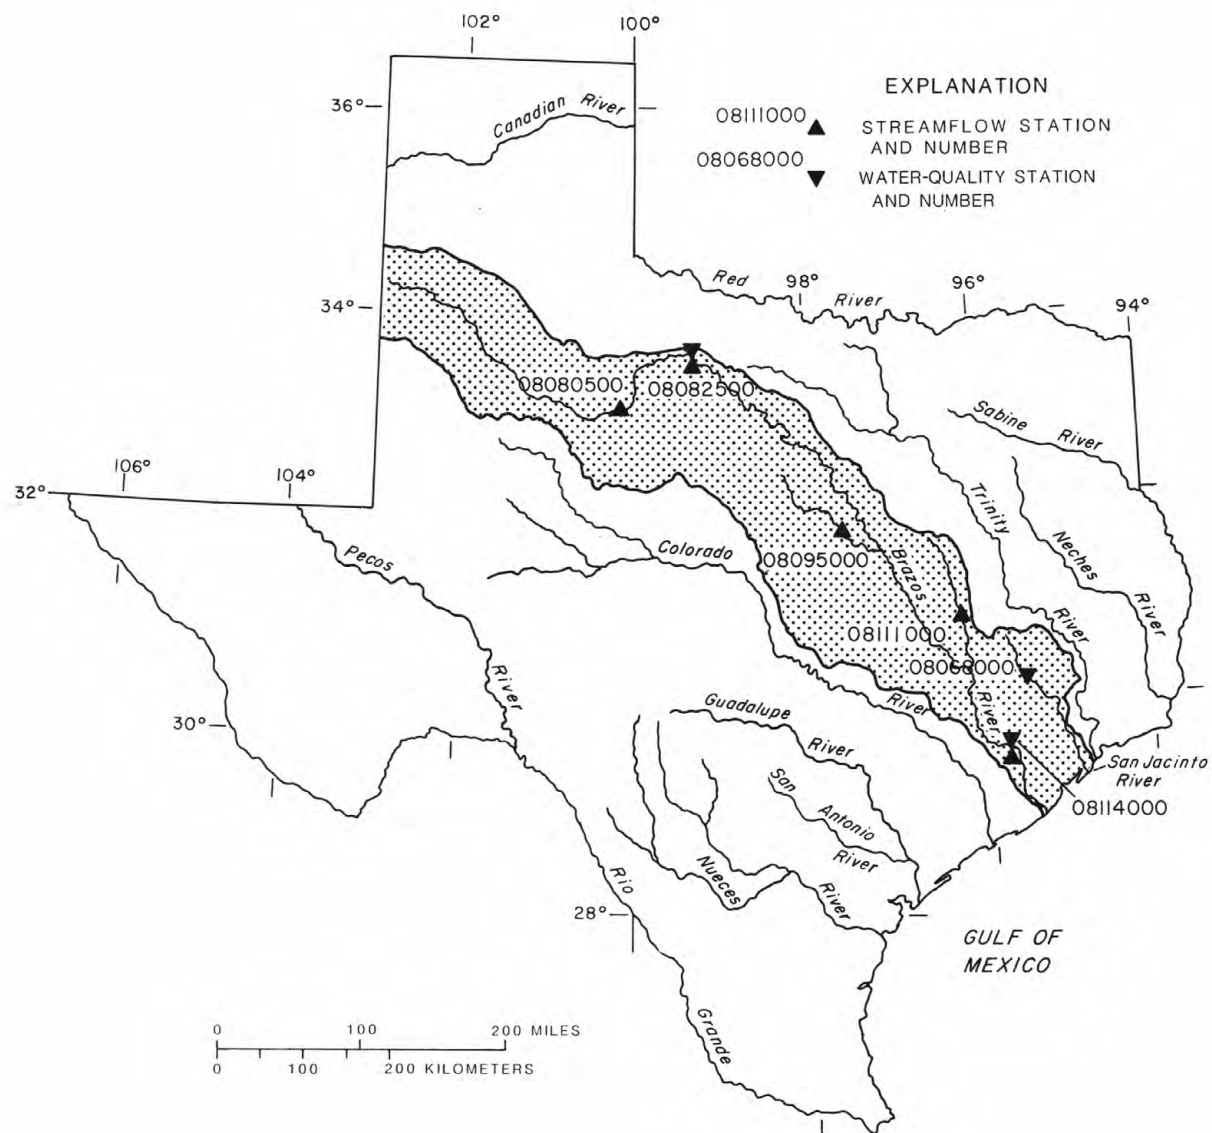 102°
100°
36°
Canadian River
EXPLANATION
08111000
STREAMFLOW STATION
AND NUMBER
08068000
WATER-QUALITY STATION
AND NUMBER
Red River
98°
96°
94°
34°
08080500
08082500
Sabine River
106°
104°
32°
Pecos River
Colorado River
08095000
Brazos River
Trinity River
Neches River
08111000
08068000
30°
Guadalupe River
San Antonio River
San Jacinto
River
08114000
Nueces River
Rio Grande
28°
GULF OF
MEXICO
0 100 200 MILES
0 100 200 KILOMETERS